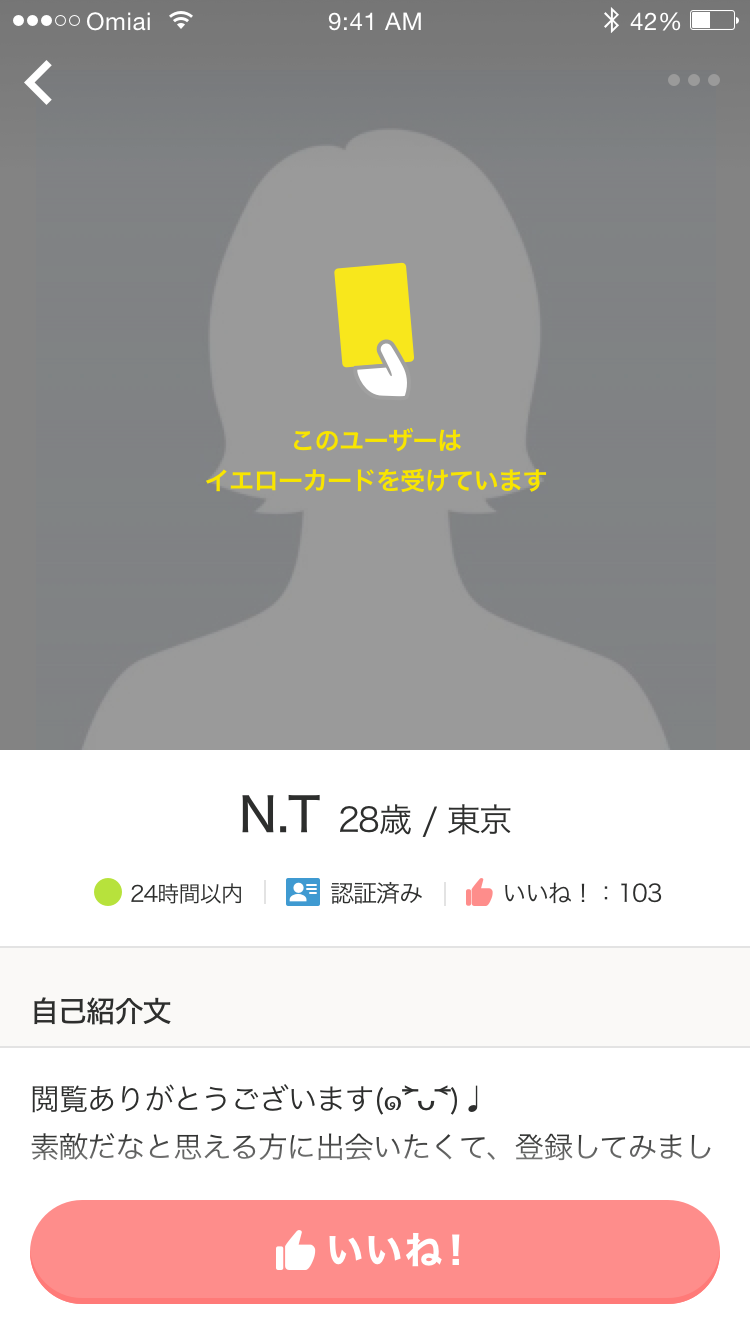 Omiai 9:41 AM 42%
このユーザーは
イエローカードを受けています
N.T 28歳 / 東京
24時間以内 認証済み いいね！：103
自己紹介文
閲覧ありがとうございます(๑˃̵ᴗ˂̵)♩
素敵だなと思える方に出会いたくて、登録してみまし
いいね!